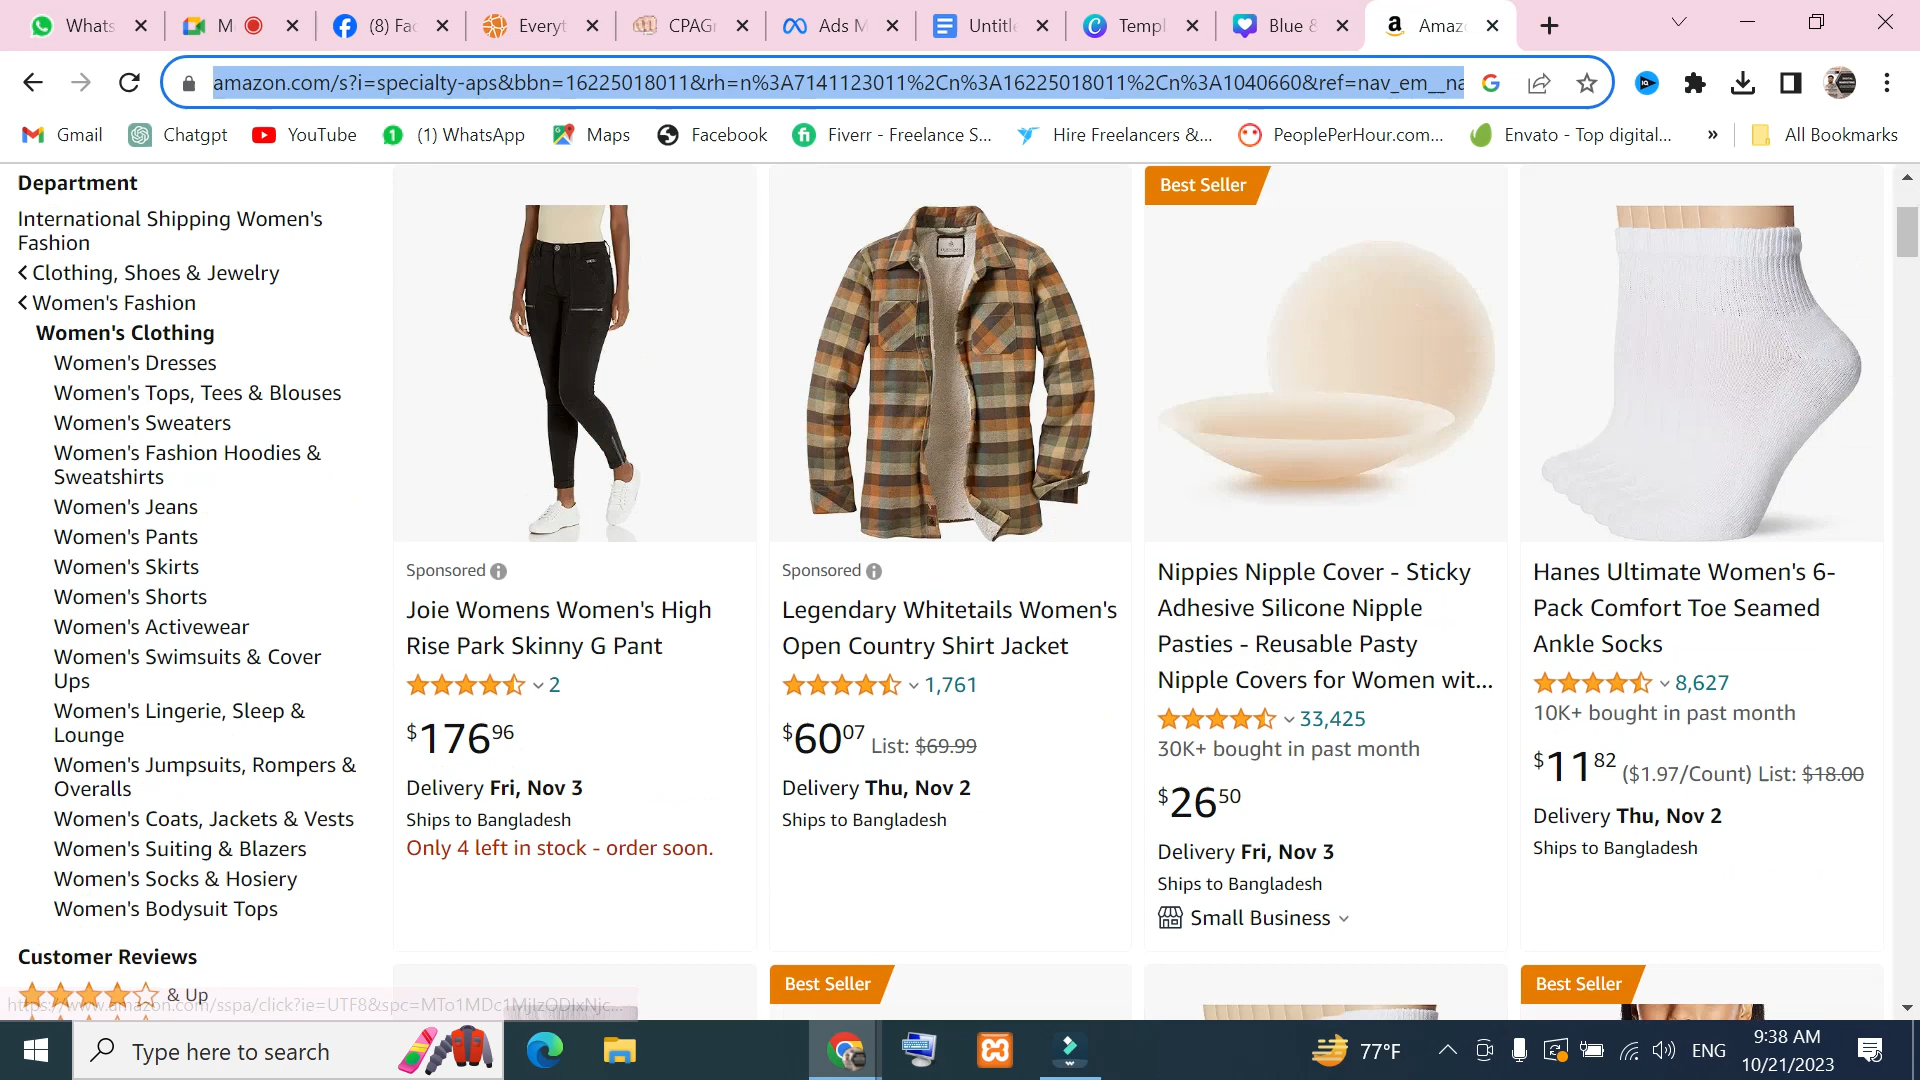 Whats
M
(8) Fac
Everyt
CPAGr
Ads M
Untitle
Templ
Blue &
Amaz
amazon.com/s?i=specialty-aps&bbn=16225018011&rh=n%3A7141123011%2Cn%3A16225018011%2Cn%3A1040660&ref=nav_em__na
Gmail
Chatgpt
YouTube
(1) WhatsApp
Maps
Facebook
Fiverr - Freelance S...
Hire Freelancers &...
PeoplePerHour.com...
Envato - Top digital...
»
All Bookmarks
Department
International Shipping Women's
Fashion
Clothing, Shoes & Jewelry
Women's Fashion
Women's Clothing
Women's Dresses
Women's Tops, Tees & Blouses
Women's Sweaters
Women's Fashion Hoodies &
Sweatshirts
Women's Jeans
Women's Pants
Women's Skirts
Women's Shorts
Women's Activewear
Women's Swimsuits & Cover
Ups
Women's Lingerie, Sleep &
Lounge
Women's Jumpsuits, Rompers &
Overalls
Women's Coats, Jackets & Vests
Women's Suiting & Blazers
Women's Socks & Hosiery
Women's Bodysuit Tops
Customer Reviews
& Up
Sponsored
Joie Womens Women's High
Rise Park Skinny G Pant
2
$176 96
Delivery Fri, Nov 3
Ships to Bangladesh
Only 4 left in stock - order soon.
Sponsored
Legendary Whitetails Women's
Open Country Shirt Jacket
1,761
$60 07 List: $69.99
Delivery Thu, Nov 2
Ships to Bangladesh
Best Seller
Nippies Nipple Cover - Sticky
Adhesive Silicone Nipple
Pasties - Reusable Pasty
Nipple Covers for Women wit...
33,425
30K+ bought in past month
$26 50
Delivery Fri, Nov 3
Ships to Bangladesh
Small Business
Hanes Ultimate Women's 6-
Pack Comfort Toe Seamed
Ankle Socks
8,627
10K+ bought in past month
$11 82 ($1.97/Count) List: $18.00
Delivery Thu, Nov 2
Ships to Bangladesh
Best Seller
Best Seller
Type here to search
77°F
ENG
9:38 AM
10/21/2023